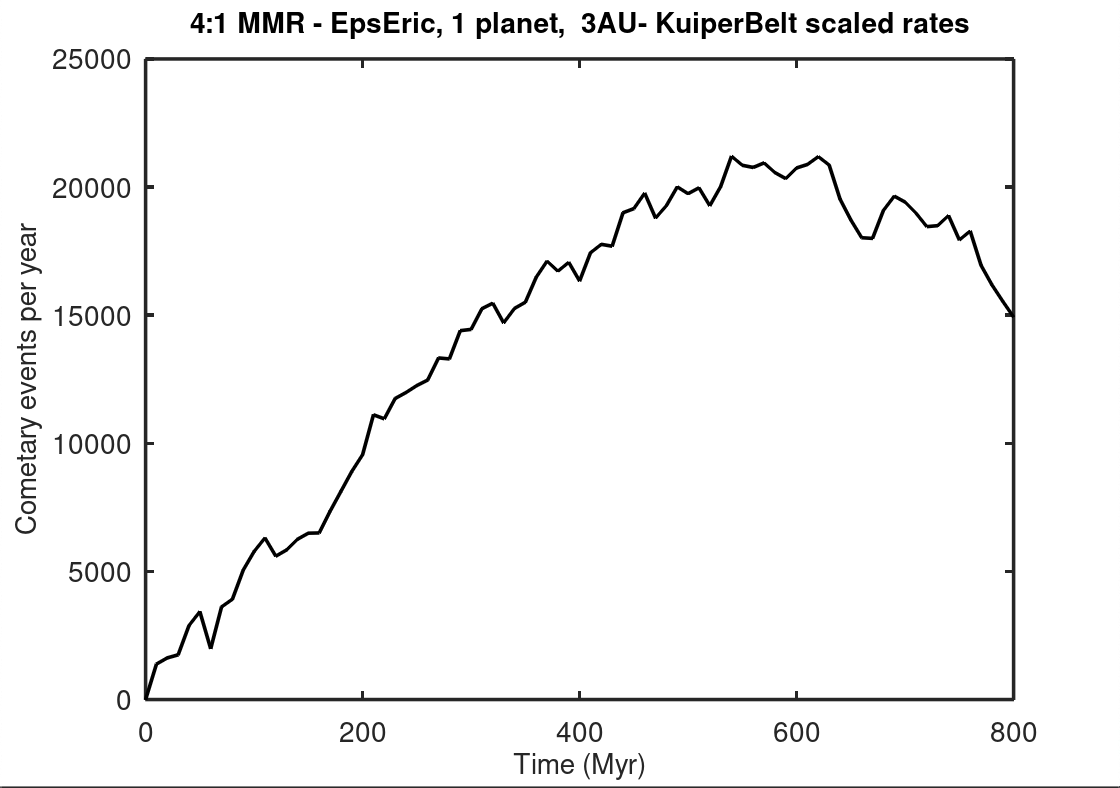 4:1 MMR - EpsEric, 1 planet,  3AU- KuiperBelt scaled rates
25000
20000
15000
10000
5000
0
Cometary events per year
0 200 400 600 800
Time (Myr)